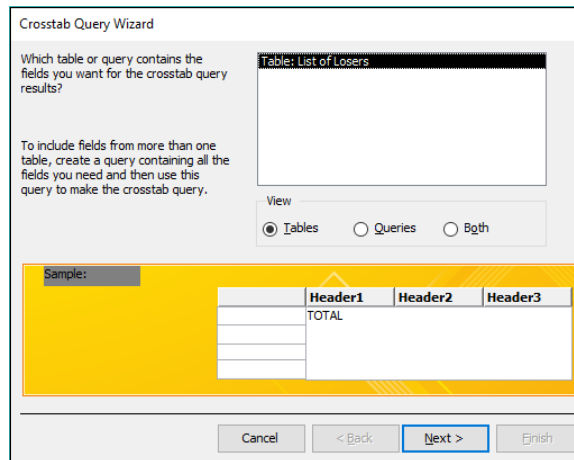 Crosstab Query Wizard
Which table or query contains the
fields you want for the crosstab query
results?
To include fields from more than one
table, create a query containing all the
fields you need and then use this
query to make the crosstab query.
Table: List of Losers
View
Tables
Queries
Both
Sample:
Header1 Header2 Header3
TOTAL
Cancel
< Back
Next >
Finish